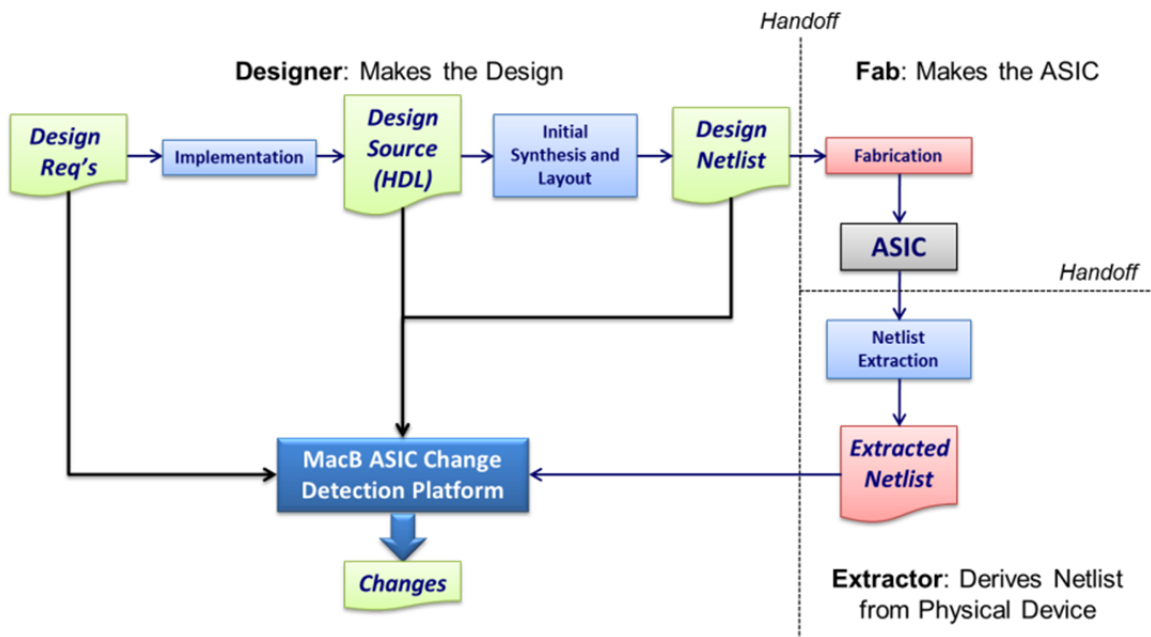 Handoff
Designer: Makes the Design
Fab: Makes the ASIC
Design
Req's
Implementation
Design
Source
(HDL)
Initial
Synthesis and
Layout
Design
Netlist
Fabrication
ASIC
Handoff
Netlist
Extraction
Extracted
Netlist
MacB ASIC Change
Detection Platform
Changes
Extractor: Derives Netlist
from Physical Device